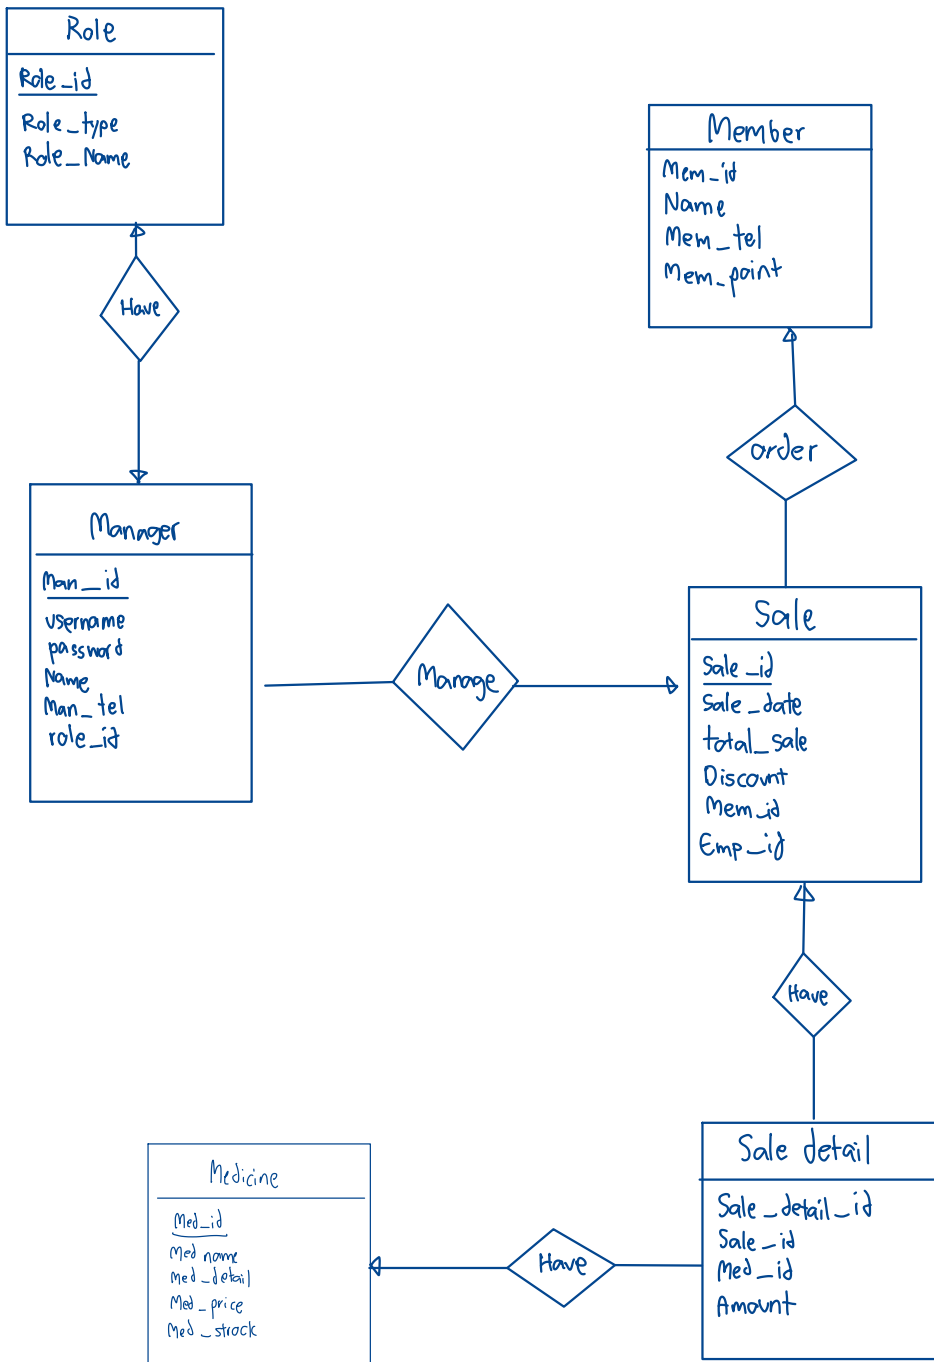 Role
Role_id
Role_type
Role_Name
Have
Member
Mem_id
Name
Mem_tel
Mem_point
order
Manager
Man_id
username
password
Name
Man_tel
role_id
Manage
Sale
Sale_id
Sale_date
total_sale
Discount
Mem_id
Emp_id
Have
Sale detail
Sale_detail_id
Sale_id
Med_id
Amount
Have
Medicine
Med_id
Med name
Med_detail
Med_price
Med_strock